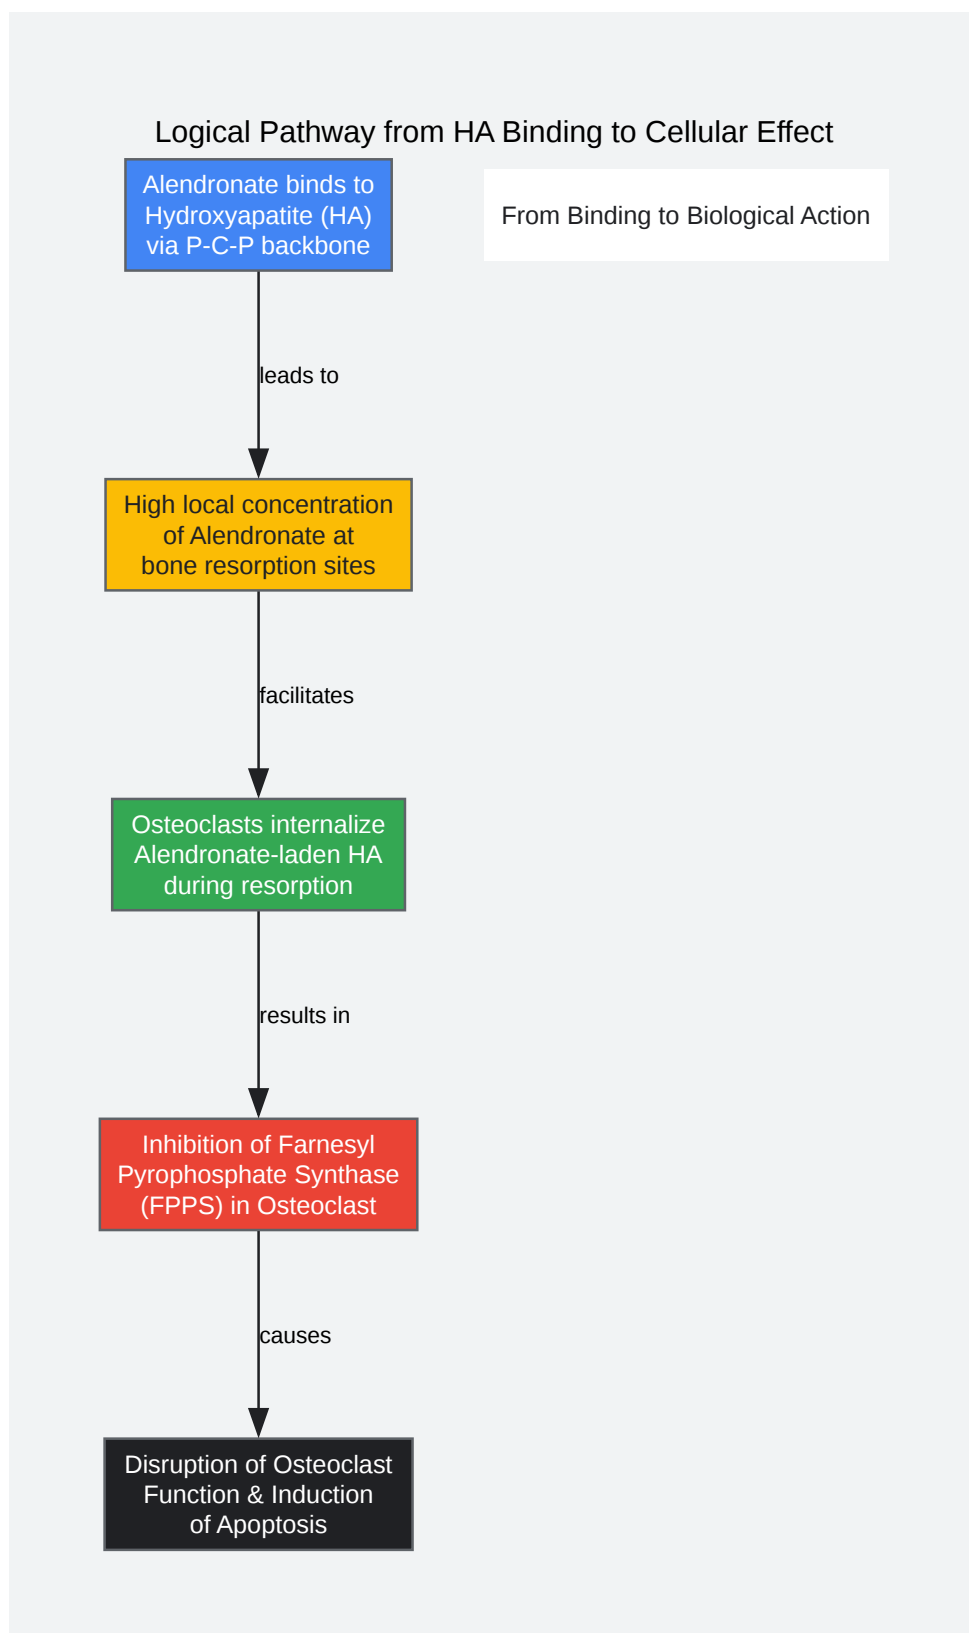 Logical Pathway from HA Binding to Cellular Effect
Alendronate binds to
Hydroxyapatite (HA)
via P-C-P backbone
From Binding to Biological Action
leads to
High local concentration
of Alendronate at
bone resorption sites
facilitates
Osteoclasts internalize
Alendronate-laden HA
during resorption
results in
Inhibition of Farnesyl
Pyrophosphate Synthase
(FPPS) in Osteoclast
causes
Disruption of Osteoclast
Function & Induction
of Apoptosis